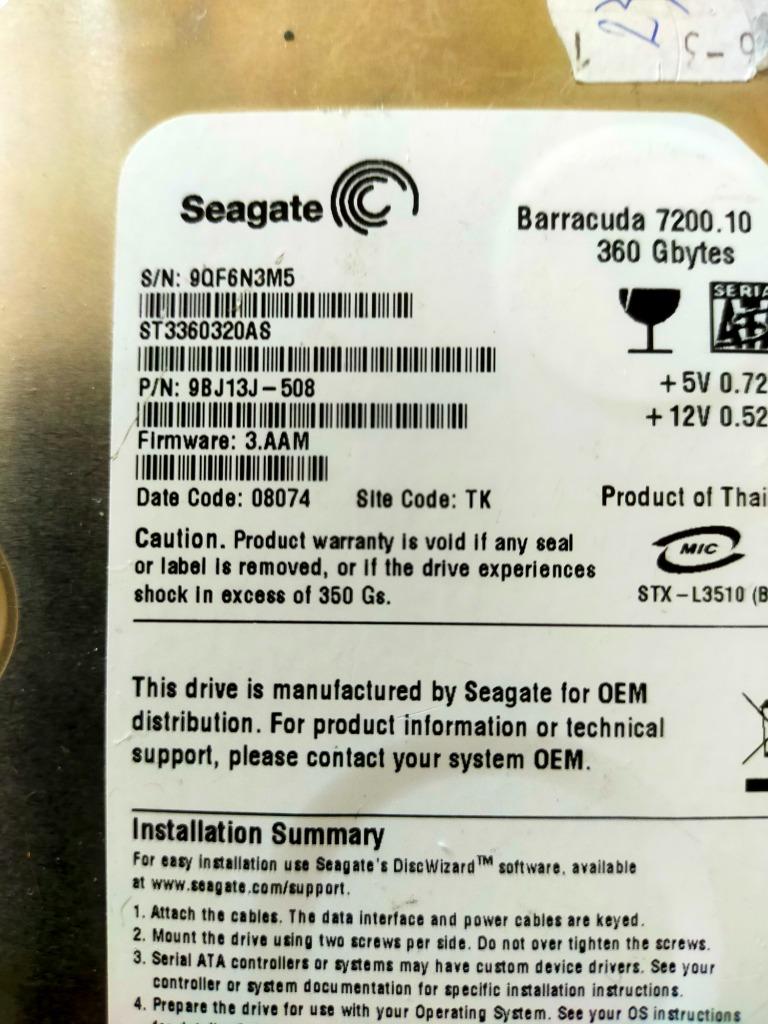 Seagate
Barracuda 7200.10
360 Gbytes
S/N: 9QF6N3M5
ST3360320AS
P/N: 9BJ13J-508
Firmware: 3.AAM
Date Code: 08074 Site Code: TK
+5V 0.72
+12V 0.52
Product of Thai
MIC
STX-L3510 (B
Caution. Product warranty is void if any seal
or label is removed, or if the drive experiences
shock in excess of 350 Gs.
This drive is manufactured by Seagate for OEM
distribution. For product information or technical
support, please contact your system OEM.
Installation Summary
For easy installation use Seagate's DiscWizard™ software, available
at www.seagate.com/support.
1. Attach the cables. The data interface and power cables are keyed.
2. Mount the drive using two screws per side. Do not over tighten the screws.
3. Serial ATA controllers or systems may have custom device drivers. See your
controller or system documentation for specific installation instructions.
4. Prepare the drive for use with your Operating System. See your OS instructions